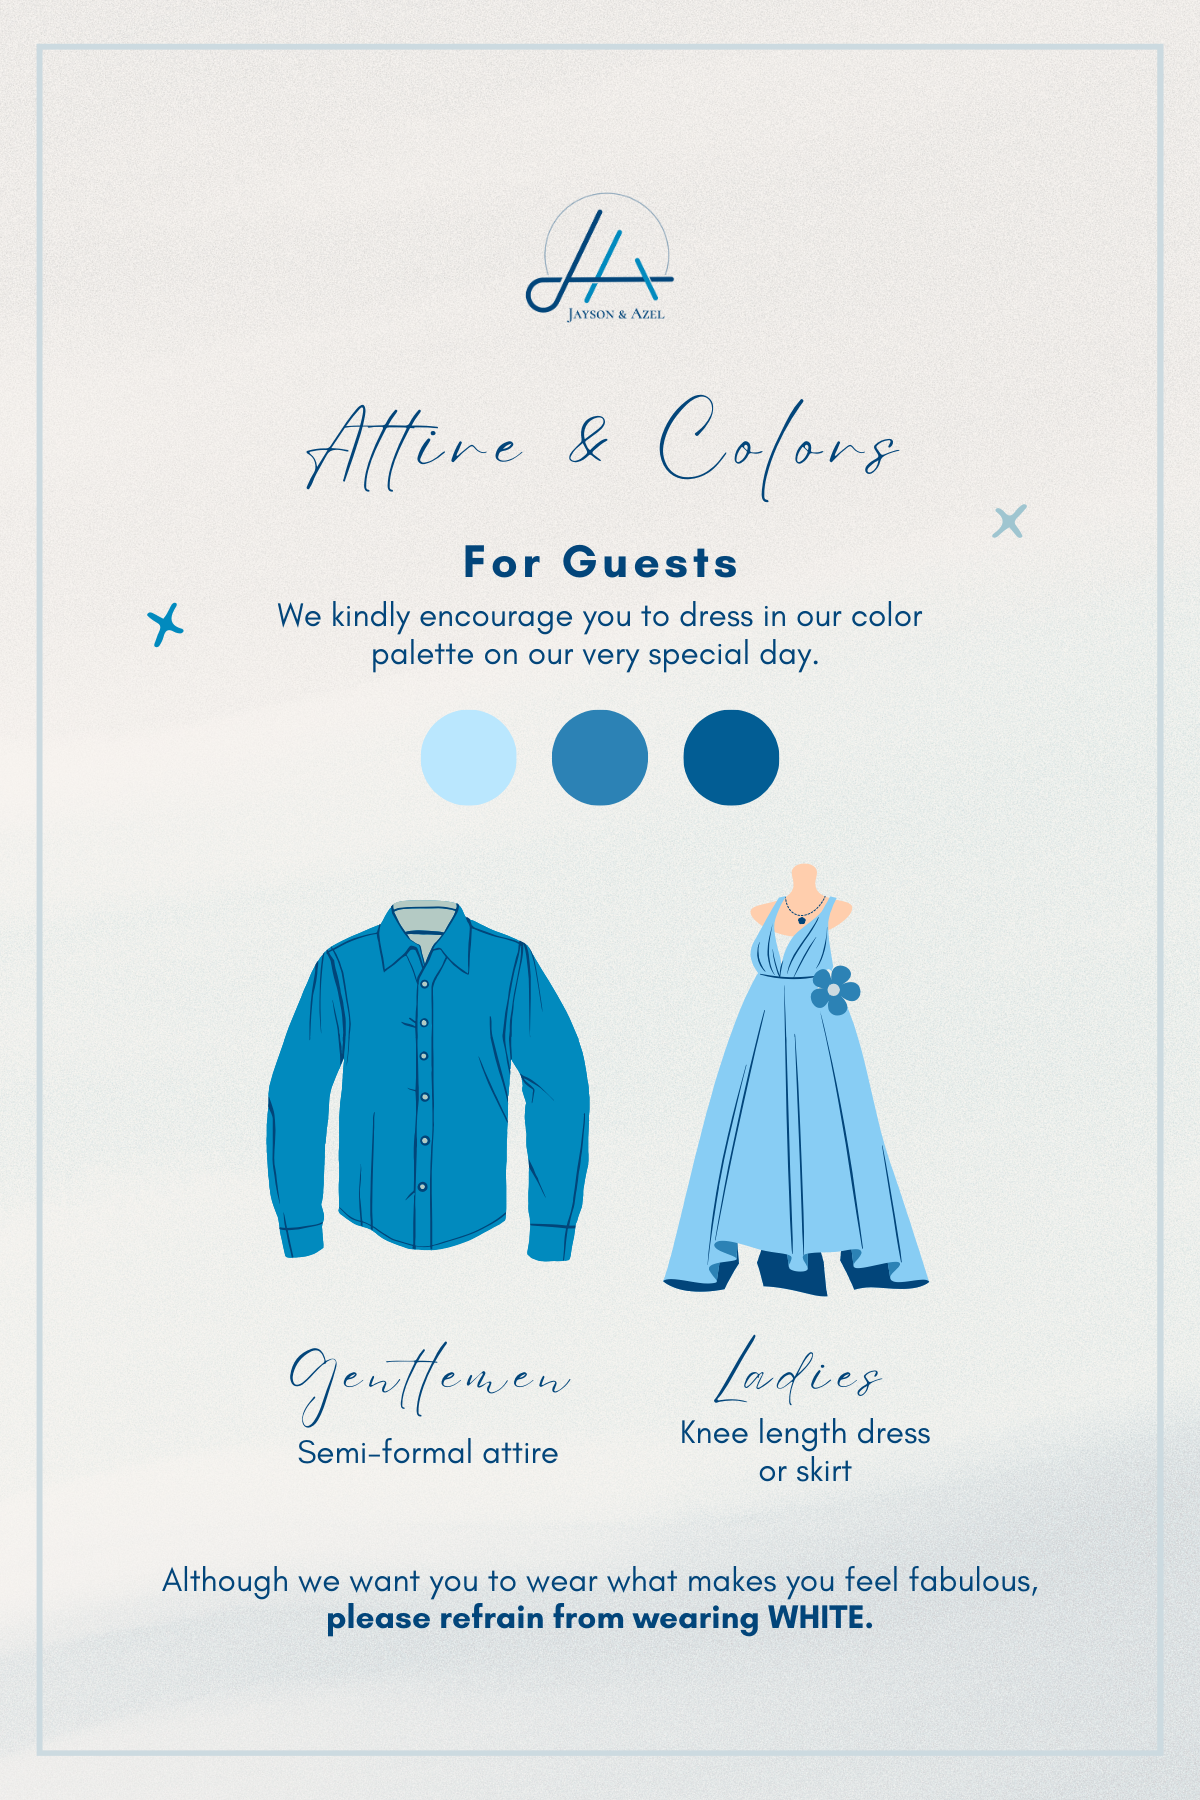 Jayson & Azel
Attire & Colors
For Guests
We kindly encourage you to dress in our color
palette on our very special day.
Gentlemen
Semi-formal attire
Ladies
Knee length dress
or skirt
Although we want you to wear what makes you feel fabulous,
please refrain from wearing WHITE.